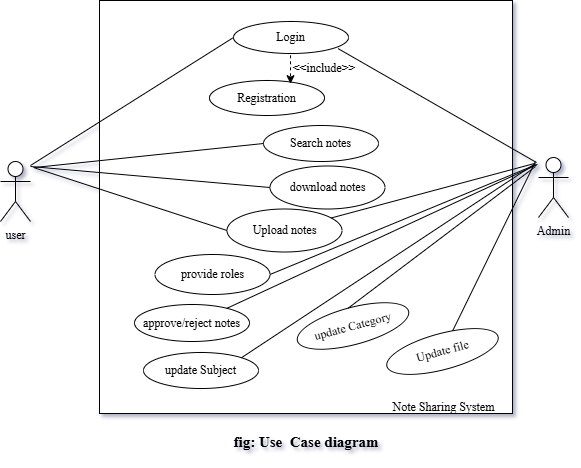 Login
<<include>>
Registration
Search notes
download notes
Upload notes
user
Admin
provide roles
approve/reject notes
update Category
Update file
update Subject
Note Sharing System
fig: Use Case diagram